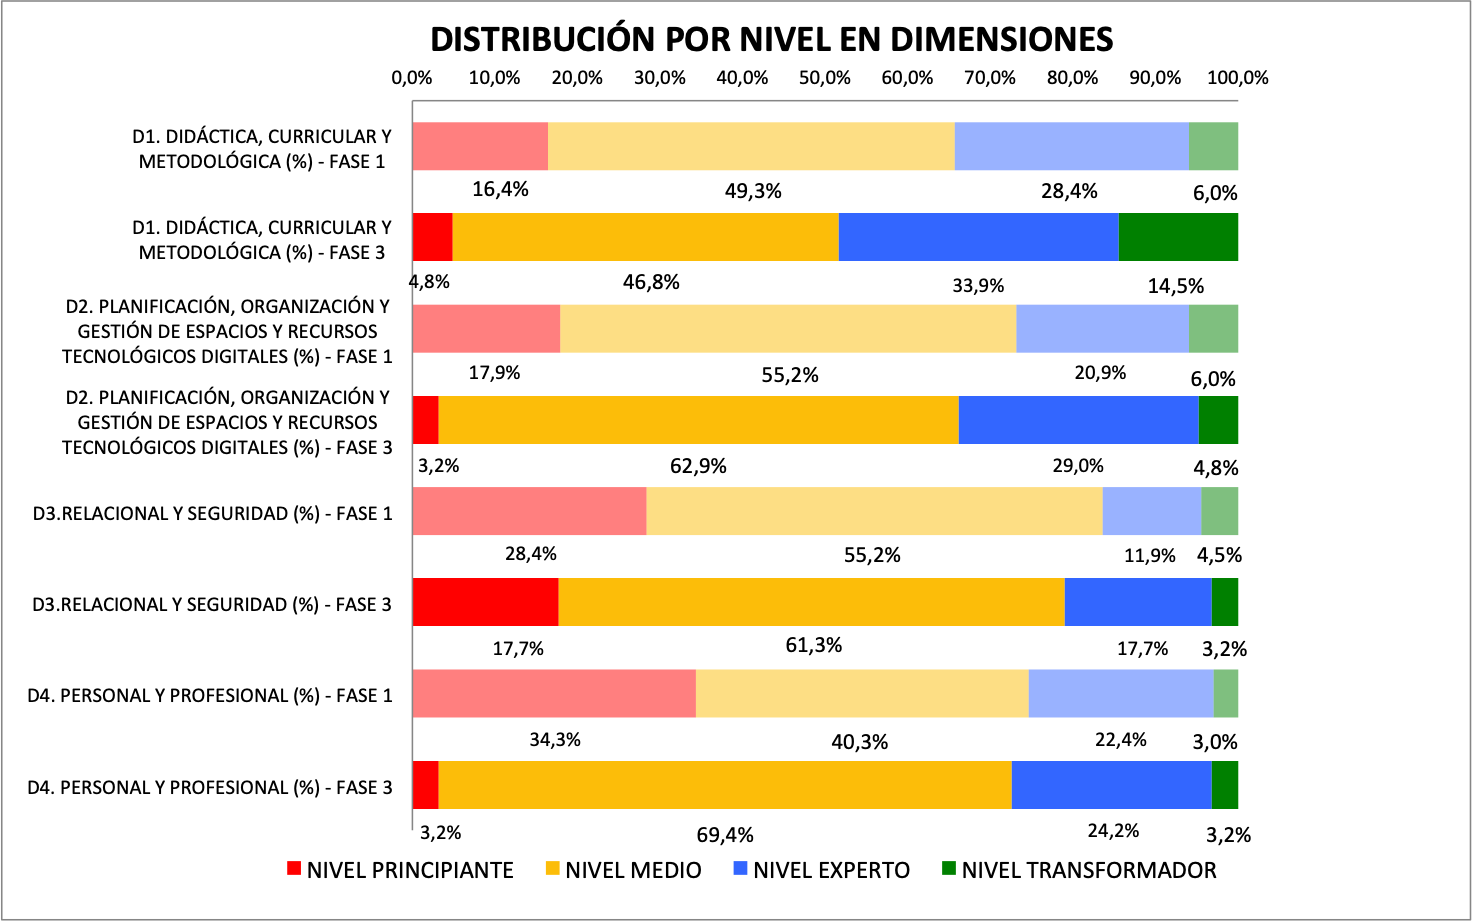 DISTRIBUCIÓN POR NIVEL EN DIMENSIONES
0,0% 10,0% 20,0% 30,0% 40,0% 50,0% 60,0% 70,0% 80,0% 90,0% 100,0%
D1. DIDÁCTICA, CURRICULAR Y
METODOLÓGICA (%) - FASE 1
16,4% 49,3% 28,4% 6,0%
D1. DIDÁCTICA, CURRICULAR Y
METODOLÓGICA (%) - FASE 3
4,8% 46,8% 33,9% 14,5%
D2. PLANIFICACIÓN, ORGANIZACIÓN Y
GESTIÓN DE ESPACIOS Y RECURSOS
TECNOLÓGICOS DIGITALES (%) - FASE 1
17,9% 55,2% 20,9% 6,0%
D2. PLANIFICACIÓN, ORGANIZACIÓN Y
GESTIÓN DE ESPACIOS Y RECURSOS
TECNOLÓGICOS DIGITALES (%) - FASE 3
3,2% 62,9% 29,0% 4,8%
D3.RELACIONAL Y SEGURIDAD (%) - FASE 1
28,4% 55,2% 11,9% 4,5%
D3.RELACIONAL Y SEGURIDAD (%) - FASE 3
17,7% 61,3% 17,7% 3,2%
D4. PERSONAL Y PROFESIONAL (%) - FASE 1
34,3% 40,3% 22,4% 3,0%
D4. PERSONAL Y PROFESIONAL (%) - FASE 3
3,2% 69,4% 24,2% 3,2%
NIVEL PRINCIPIANTE NIVEL MEDIO NIVEL EXPERTO NIVEL TRANSFORMADOR